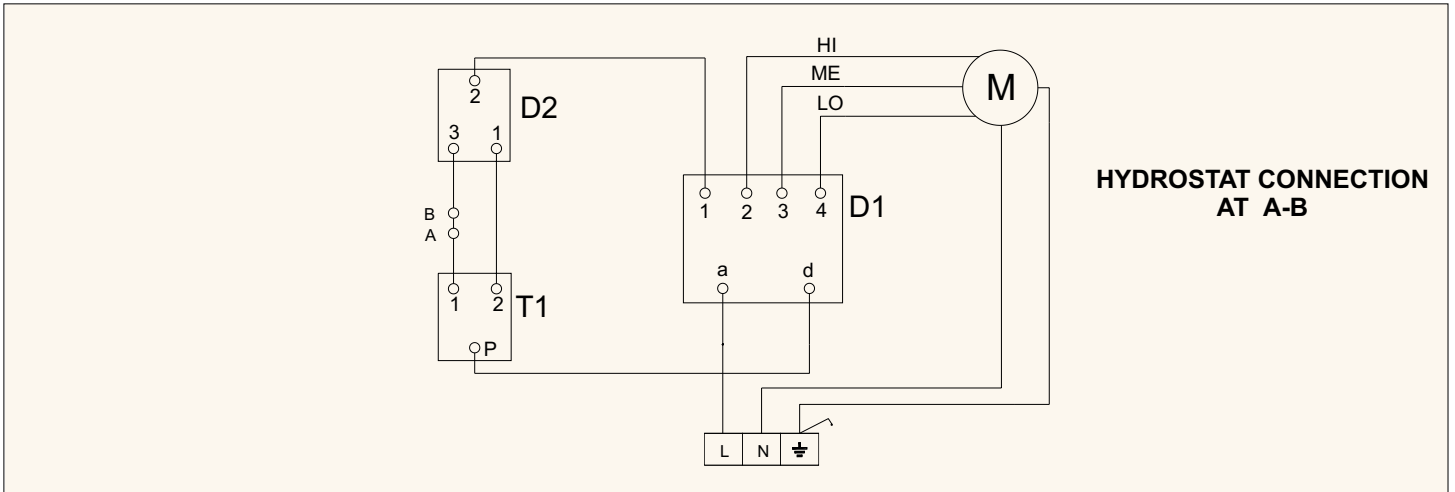 HI
ME
LO
M
2
D2
3 1
B
A
1 2
T1
P
1 2 3 4
D1
a d
L N
HYDROSTAT CONNECTION
AT A-B